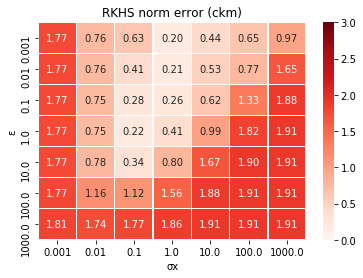 RKHS norm error (ckm)
0.001 1.77 0.76 0.63 0.20 0.44 0.65 0.97
0.01 1.77 0.76 0.41 0.21 0.53 0.77 1.65
0.1 1.77 0.75 0.28 0.26 0.62 1.33 1.88
1.0 1.77 0.75 0.22 0.41 0.99 1.82 1.91
10.0 1.77 0.78 0.34 0.80 1.67 1.90 1.91
100.0 1.77 1.16 1.12 1.56 1.88 1.91 1.91
1000.0 1.81 1.74 1.77 1.86 1.91 1.91 1.91
0.001 0.01 0.1 1.0 10.0 100.0 1000.0
σx
ε
3.0
2.5
2.0
1.5
1.0
0.5
0.0